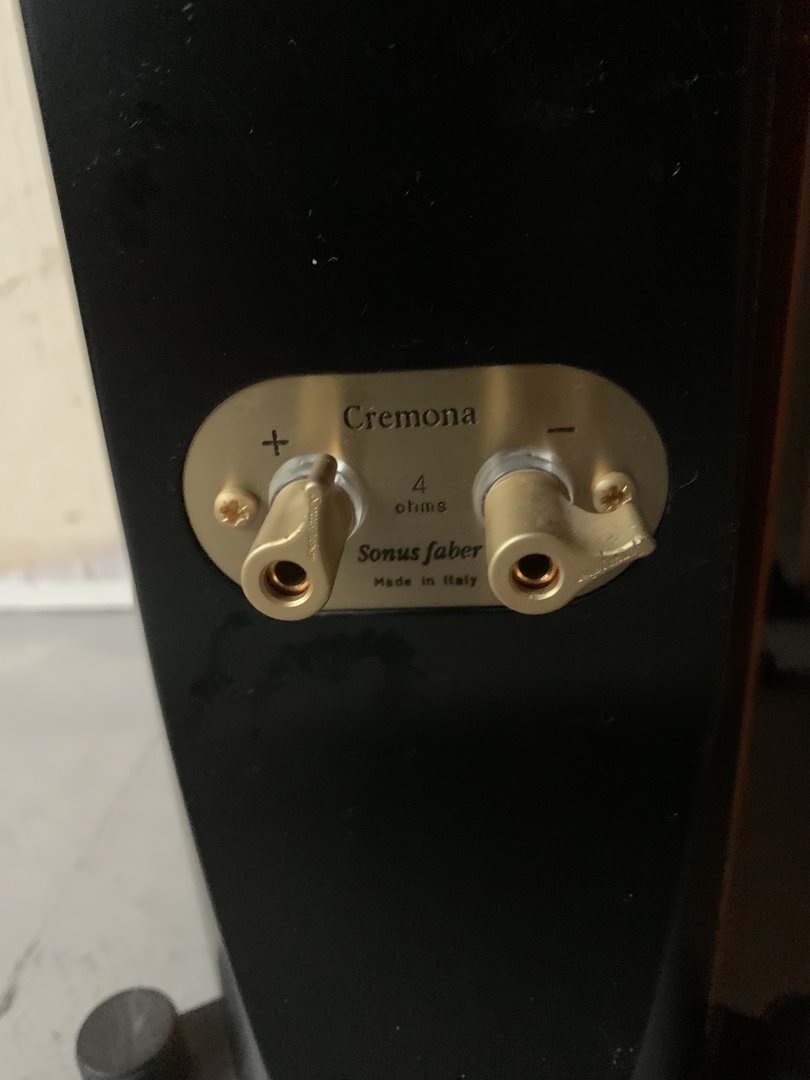 Cremona
+ −
4
ohms
Sonus faber
Made in Italy